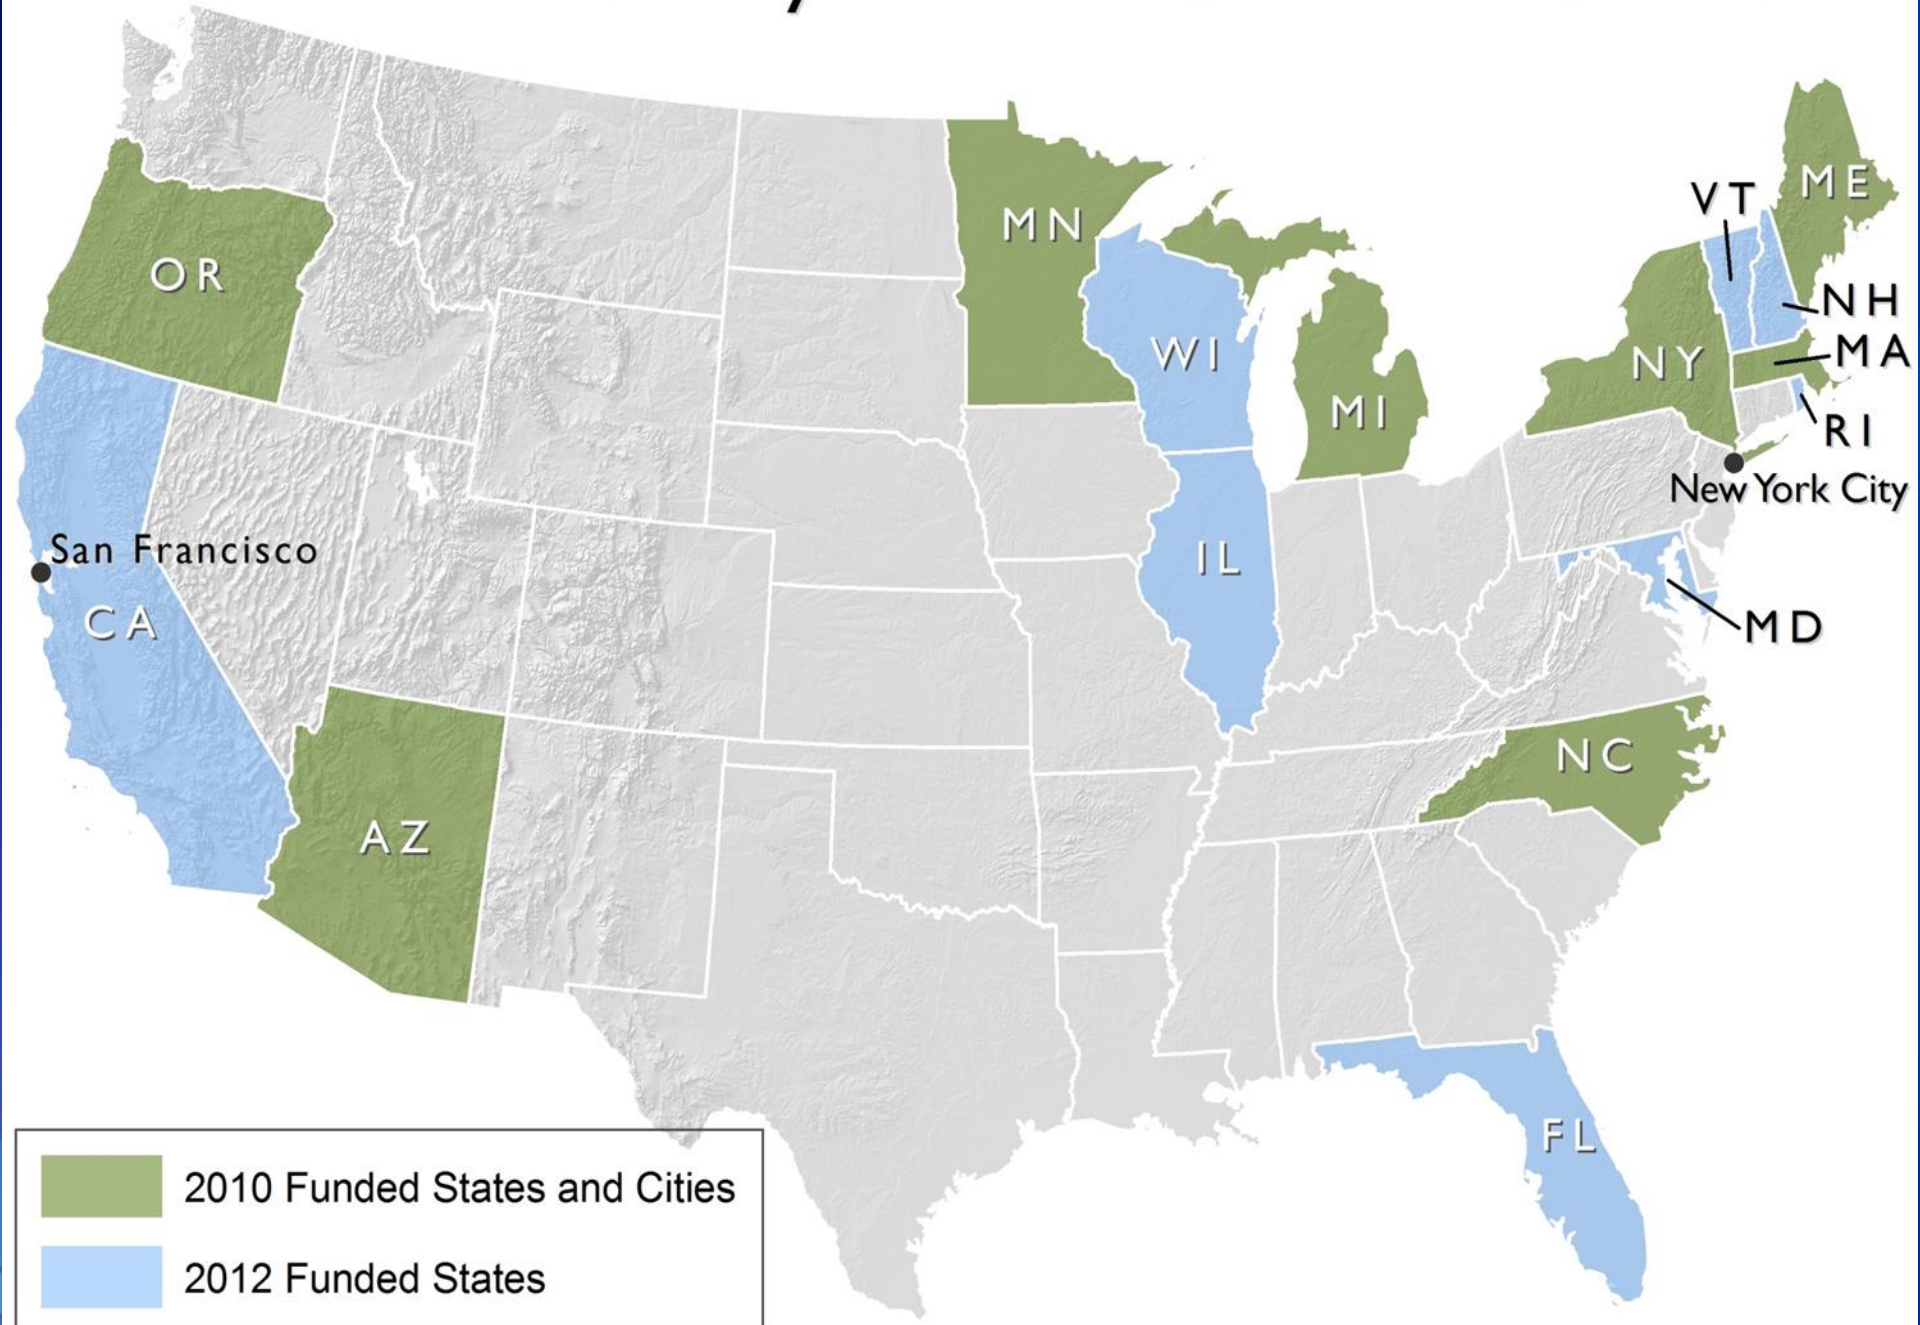 ME
VT
MN
OR
NH
MA
WI
NY
MI
RI
New York City
San Francisco
IL
CA
MD
NC
AZ
FL
2010 Funded States and Cities
2012 Funded States